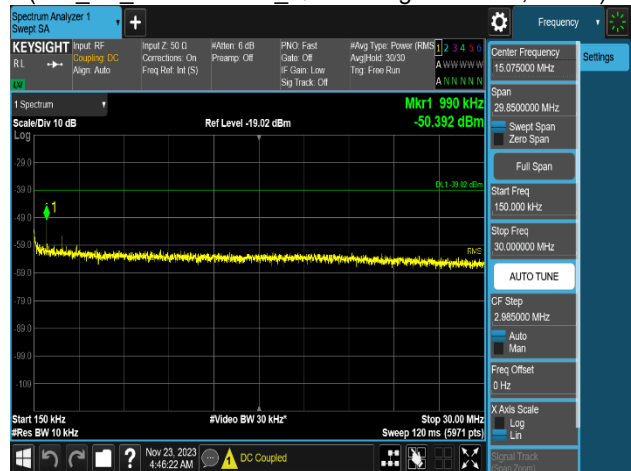 Spectrum Analyzer 1
Swept SA
Frequency
KEYSIGHT
RL
Input: RF
Coupling: DC
Align: Auto
Input Z: 50 Ω
Corrections: On
Freq Ref: Int (S)
#Atten: 6 dB
Preamp: Off
PNO: Fast
Gate: Off
IF Gain: Low
Sig Track: Off
#Avg Type: Power (RMS
Avg|Hold: 30/30
Trig: Free Run
1 2 3 4 5 6
A W W W W W
A N N N N N
LV
1 Spectrum
Scale/Div 10 dB
Ref Level -19.02 dBm
Mkr1 990 kHz
-50.392 dBm
Log
-29.0
-39.0
-49.0
-59.0
-69.0
-79.0
-89.0
-99.0
-109
DL1 -39.02 dBm
1
RMS
Start 150 kHz
#Res BW 10 kHz
#Video BW 30 kHz*
Stop 30.00 MHz
Sweep 120 ms (5971 pts)
Center Frequency
15.075000 MHz
Span
29.8500000 MHz
Swept Span
Zero Span
Full Span
Start Freq
150.000 kHz
Stop Freq
30.000000 MHz
AUTO TUNE
CF Step
2.985000 MHz
Auto
Man
Freq Offset
0 Hz
X Axis Scale
Log
Lin
Signal Track
(Span Zoom)
Settings
?
Nov 23, 2023
4:46:22 AM
DC Coupled